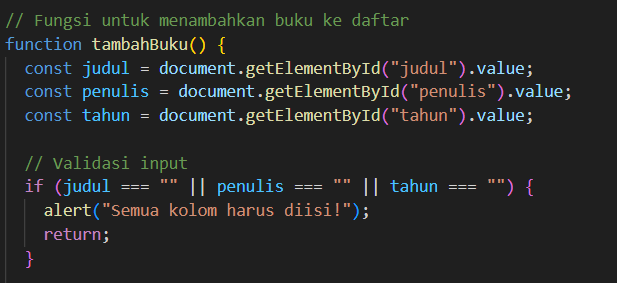 // Fungsi untuk menambahkan buku ke daftar
function tambahBuku() {
  const judul = document.getElementById("judul").value;
  const penulis = document.getElementById("penulis").value;
  const tahun = document.getElementById("tahun").value;

  // Validasi input
  if (judul === "" || penulis === "" || tahun === "") {
    alert("Semua kolom harus diisi!");
    return;
  }